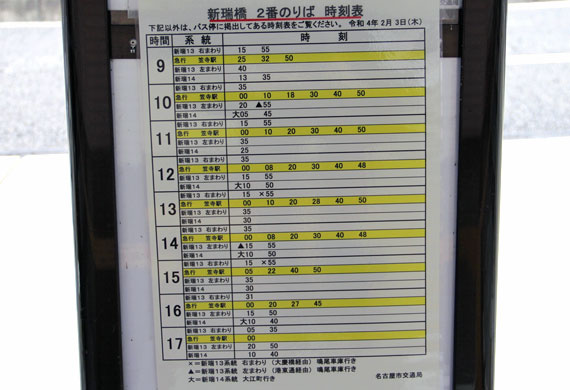 新瑞橋 2番のりば 時刻表
下記以外は、バス停に掲出してある時刻表をご覧ください。 令和4年2月3日(木)
時間 系統 時刻
9 新瑞13 右まわり 15 55
急行 笠寺駅 25 32 50
新瑞13 左まわり 40
新瑞14 13 35
10 新瑞13 右まわり 35
急行 笠寺駅 00 10 18 30 40 50
新瑞13 左まわり 20 ▲55
新瑞14 大05 45
11 新瑞13 右まわり 15 55
急行 笠寺駅 00 10 20 30 40 50
新瑞13 左まわり 35
新瑞14 25
12 新瑞13 右まわり 35
急行 笠寺駅 00 08 20 30 40 48
新瑞13 左まわり 15 55
新瑞14 大10 50
13 新瑞13 右まわり 15 ×55
急行 笠寺駅 00 10 20 28 40 50
新瑞13 左まわり 35
新瑞14 30
14 新瑞13 右まわり 35
急行 笠寺駅 00 08 20 30 40 48
新瑞13 左まわり ▲15 55
新瑞14 大10 50
15 新瑞13 右まわり 15 ×55
急行 笠寺駅 05 22 40 50
新瑞13 左まわり 35
新瑞14 30
16 新瑞13 右まわり 31
急行 笠寺駅 00 20 27 45
新瑞13 左まわり 15 50
新瑞14 大10 40
17 新瑞13 右まわり 05 35
急行 笠寺駅 00
新瑞13 左まわり 20 50
新瑞14 10 40
×=新瑞13系統 右まわり(大慶橋経由) 鳴尾車庫行き
▲=新瑞13系統 左まわり(港東通経由) 鳴尾車庫行き
大=新瑞14系統 大江町行き
名古屋市交通局